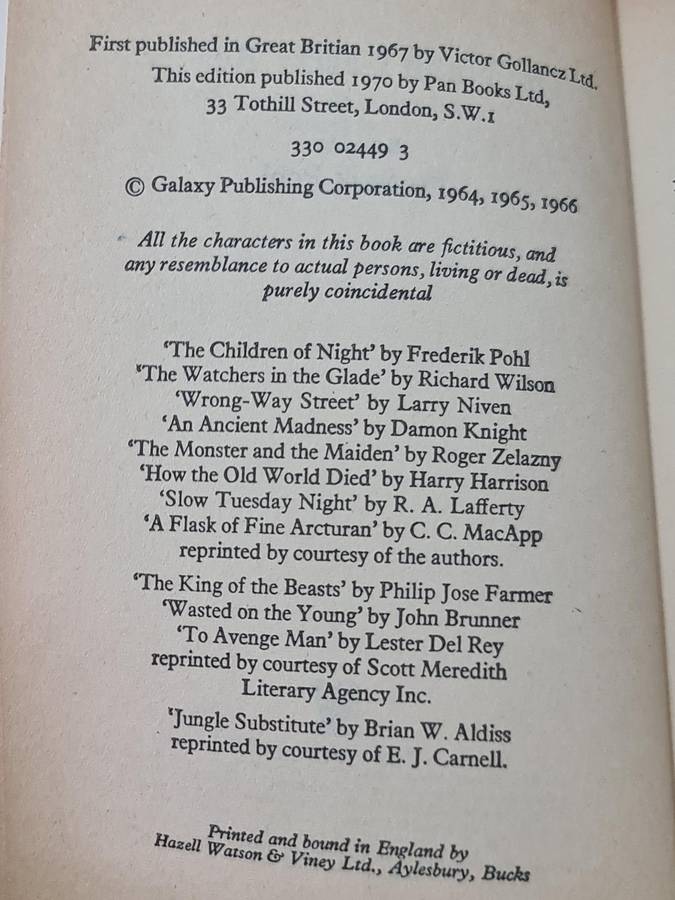 First published in Great Britian 1967 by Victor Gollancz Ltd.
This edition published 1970 by Pan Books Ltd,
33 Tothill Street, London, S.W.1
330 02449 3
© Galaxy Publishing Corporation, 1964, 1965, 1966
All the characters in this book are fictitious, and
any resemblance to actual persons, living or dead, is
purely coincidental
‘The Children of Night’ by Frederik Pohl
‘The Watchers in the Glade’ by Richard Wilson
‘Wrong-Way Street’ by Larry Niven
‘An Ancient Madness’ by Damon Knight
‘The Monster and the Maiden’ by Roger Zelazny
‘How the Old World Died’ by Harry Harrison
‘Slow Tuesday Night’ by R. A. Lafferty
‘A Flask of Fine Arcturan’ by C. C. MacApp
reprinted by courtesy of the authors.
‘The King of the Beasts’ by Philip Jose Farmer
‘Wasted on the Young’ by John Brunner
‘To Avenge Man’ by Lester Del Rey
reprinted by courtesy of Scott Meredith
Literary Agency Inc.
‘Jungle Substitute’ by Brian W. Aldiss
reprinted by courtesy of E. J. Carnell.
Printed and bound in England by
Hazell Watson & Viney Ltd., Aylesbury, Bucks